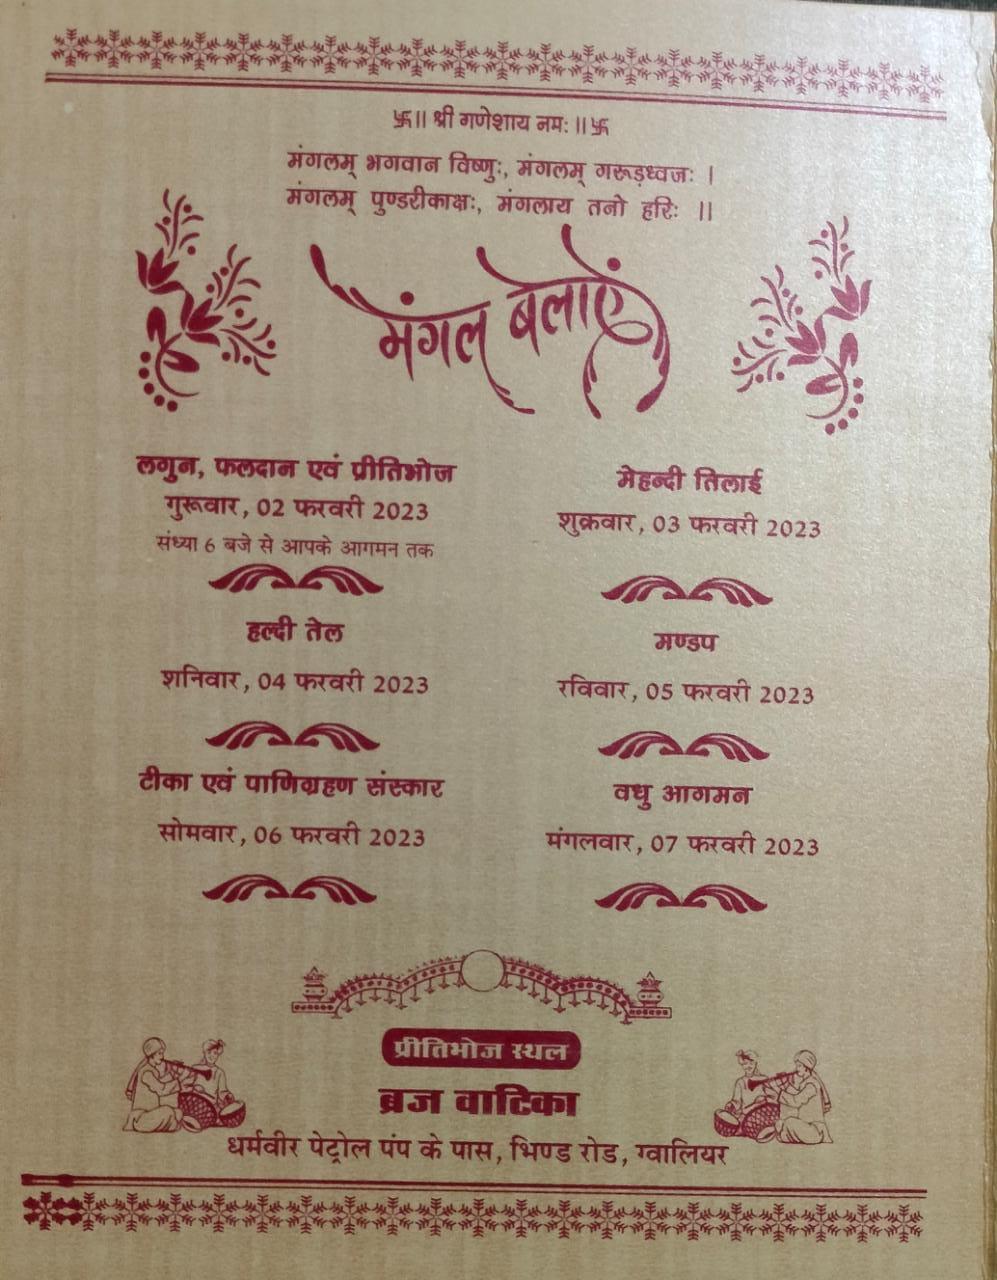 卐 ॥ श्री गणेशाय नमः ॥ 卐
मंगलम् भगवान विष्णुः, मंगलम् गरूड़ध्वजः ।
मंगलम् पुण्डरीकाक्षः, मंगलाय तनो हरिः ॥
मंगल बेलाएं
लगुन, फलदान एवं प्रीतिभोज
गुरूवार, 02 फरवरी 2023
संध्या 6 बजे से आपके आगमन तक
मेहन्दी तिलाई
शुक्रवार, 03 फरवरी 2023
हल्दी तेल
शनिवार, 04 फरवरी 2023
मण्डप
रविवार, 05 फरवरी 2023
टीका एवं पाणिग्रहण संस्कार
सोमवार, 06 फरवरी 2023
वधु आगमन
मंगलवार, 07 फरवरी 2023
प्रीतिभोज स्थल
ब्रज वाटिका
धर्मवीर पेट्रोल पंप के पास, भिण्ड रोड, ग्वालियर